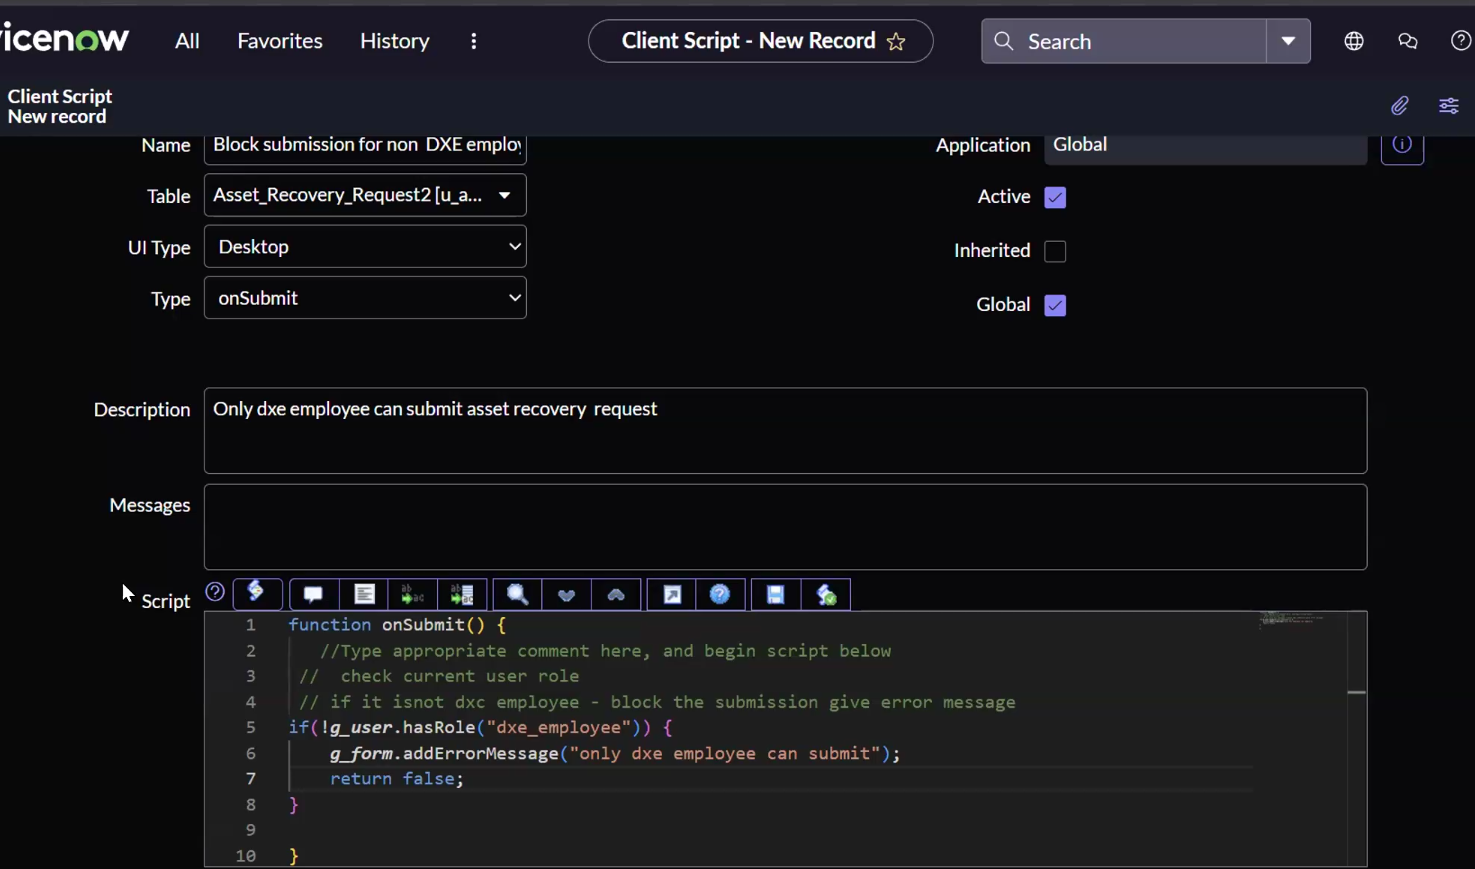 icenow All Favorites History Client Script - New Record Search
Client Script
New record
Name Block submission for non DXE employ Application Global
Table Asset_Recovery_Request2 [u_a... Active
UI Type Desktop Inherited
Type onSubmit Global
Description Only dxe employee can submit asset recovery request
Messages
Script
1 function onSubmit() {
2 //Type appropriate comment here, and begin script below
3 // check current user role
4 // if it isnot dxc employee - block the submission give error message
5 if(!g_user.hasRole("dxe_employee")) {
6 g_form.addErrorMessage("only dxe employee can submit");
7 return false;
8 }
9
10 }